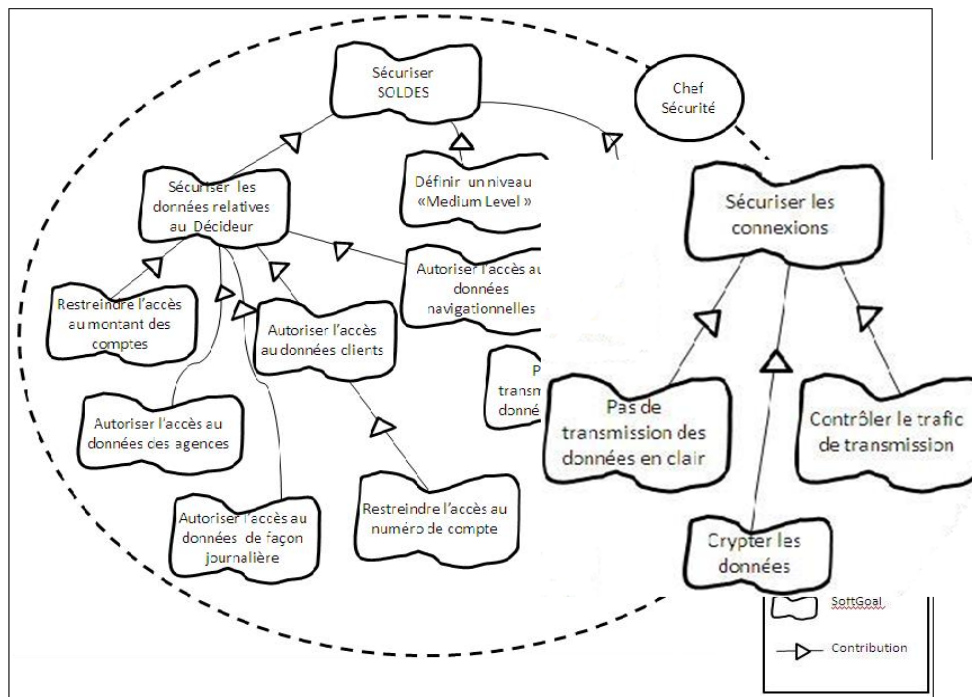 Sécuriser
SOLDES
Chef
Sécurité
Sécuriser les
données relatives
au Décideur
Définir un niveau
«Medium Level »
Sécuriser les
connexions
Autoriser l'accès au
données
navigationnelles
Restreindre l'accès
au montant des
comptes
Autoriser l'accès
au données clients
Pas de
transmission des
données en clair
Contrôler le trafic
de transmission
Autoriser l'accès au
données des agences
Restreindre l'accès au
numéro de compte
Autoriser l'accès au
données de façon
journalière
Crypter les
données
SoftGoal
Contribution